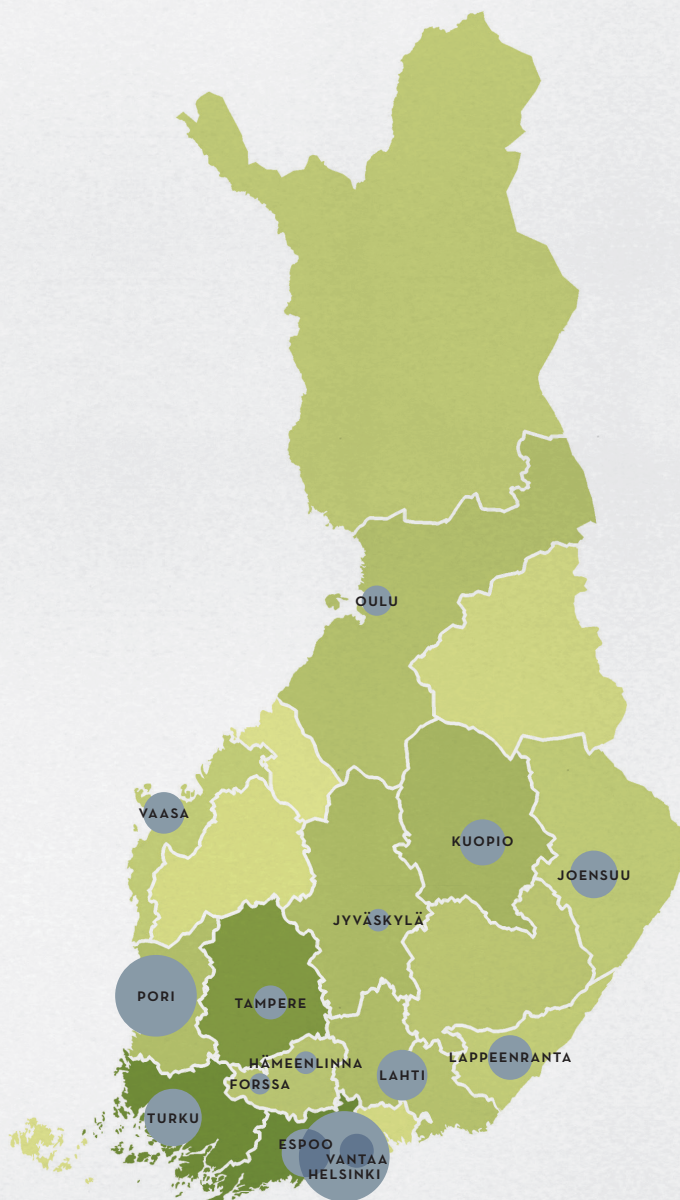 OULU
VAASA
KUOPIO
JOENSUU
JYVÄSKYLÄ
PORI
TAMPERE
LAPPEENRANTA
HÄMEENLINNA
LAHTI
FORSSA
TURKU
ESPOO
VANTAA
HELSINKI